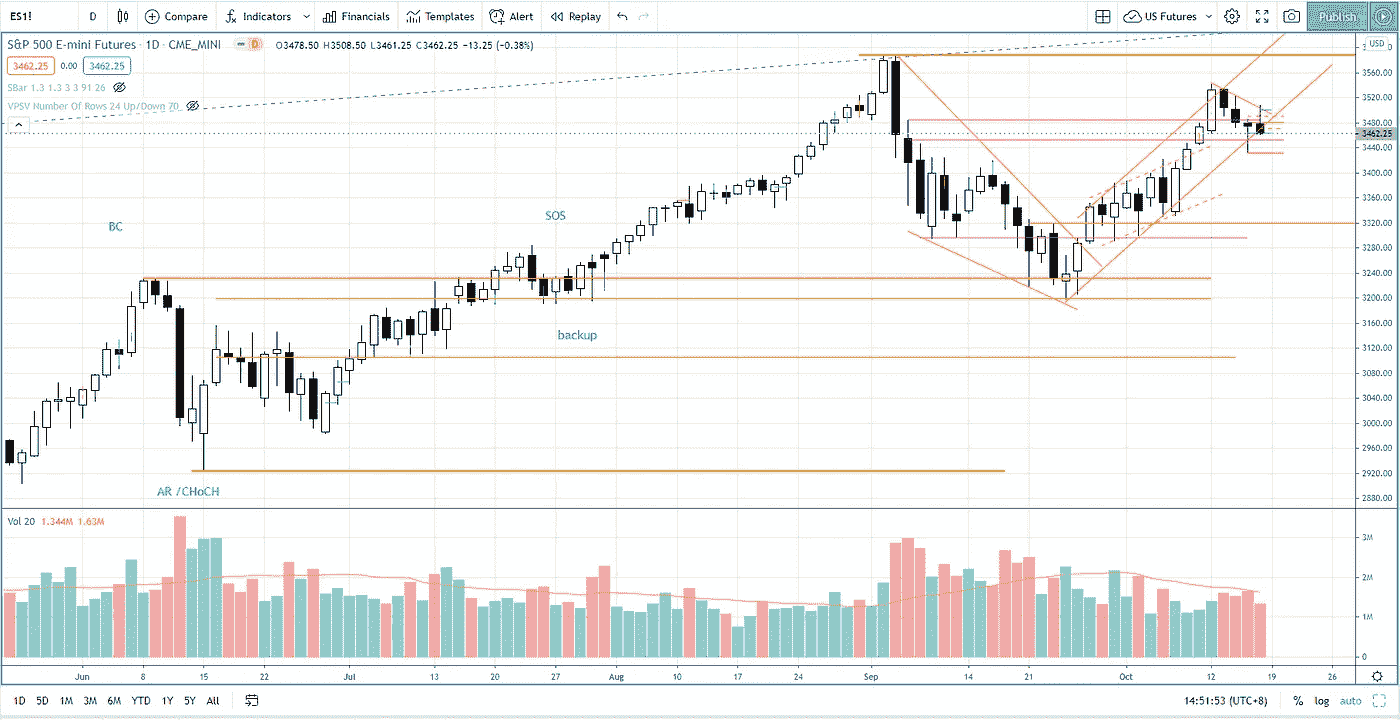 ES1! D Compare Indicators Financials Templates Alert Replay US Futures Publish
S&P 500 E-mini Futures · 1D · CME_MINI O3478.50 H3508.50 L3461.25 C3462.25 −13.25 (−0.38%) USD
3462.25 0.00 3462.25
SBar 1.3 1.3 3 3 91 26
VPSV Number Of Rows 24 Up/Down 70
3560.00
3520.00
3480.00
3462.25
3440.00
3400.00
3360.00
3320.00
3280.00
3240.00
3200.00
3160.00
3120.00
3080.00
3040.00
3000.00
2960.00
2920.00
2880.00
BC
SOS
backup
AR /CHoCH
Vol 20 1.344M 1.63M
3M
2M
1M
0
Jun 8 15 22 Jul 13 20 27 Aug 10 17 24 Sep 14 21 Oct 12 19 26
1D 5D 1M 3M 6M YTD 1Y 5Y All 14:51:53 (UTC+8) % log auto